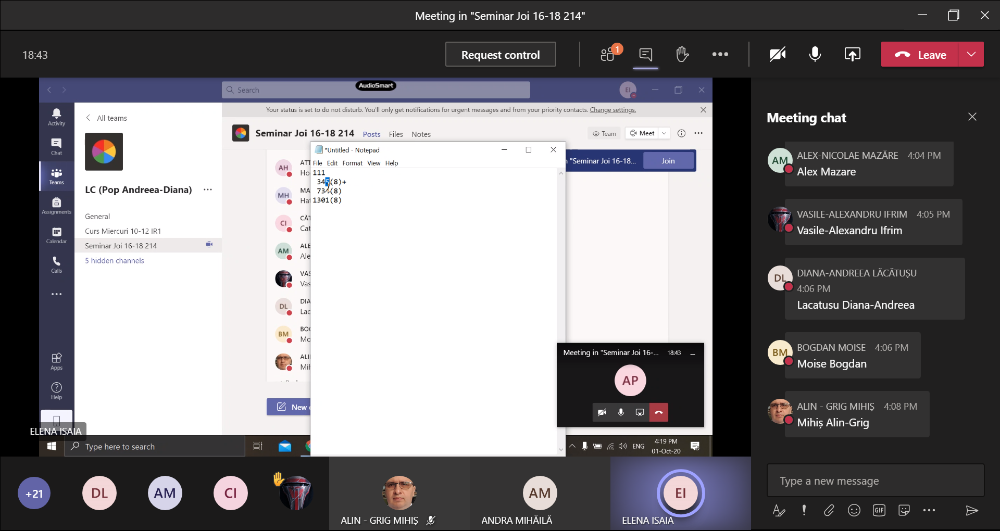 Meeting in "Seminar Joi 16-18 214"
18:43
Request control
1
Leave
Search
AudioSmart
EI
Your status is set to do not disturb. You'll only get notifications for urgent messages and from your priority contacts. Change settings.
Activity
Chat
Teams
Assignments
Calendar
Calls
Apps
Help
All teams
LC (Pop Andreea-Diana)
General
Curs Miercuri 10-12 IR1
Seminar Joi 16-18 214
5 hidden channels
Seminar Joi 16-18 214 Posts Files Notes
Team
Meet
"Seminar Joi 16-18...
Join
AH
ATT
Ho
MH
MA
Hat
CI
CĂT
Cat
AM
ALE
Ale
VAS
Vas
DL
DIA
Lac
BM
BOG
Mo
ALI
Mih
New
*Untitled - Notepad
File Edit Format View Help
111
345(8)+
734(8)
1301(8)
Meeting in "Seminar Joi 16-... 18:43
AP
ELENA ISAIA
Type here to search
ENG
4:19 PM
01-Oct-20
+21
DL
AM
CI
ALIN - GRIG MIHIȘ
AM
ANDRA MIHĂILĂ
EI
ELENA ISAIA
Meeting chat
AM
ALEX-NICOLAE MAZĂRE 4:04 PM
Alex Mazare
VASILE-ALEXANDRU IFRIM 4:05 PM
Vasile-Alexandru Ifrim
DL
DIANA-ANDREEA LĂCĂTUȘU
4:06 PM
Lacatusu Diana-Andreea
BM
BOGDAN MOISE 4:06 PM
Moise Bogdan
ALIN - GRIG MIHIȘ 4:08 PM
Mihiș Alin-Grig
Type a new message
GIF